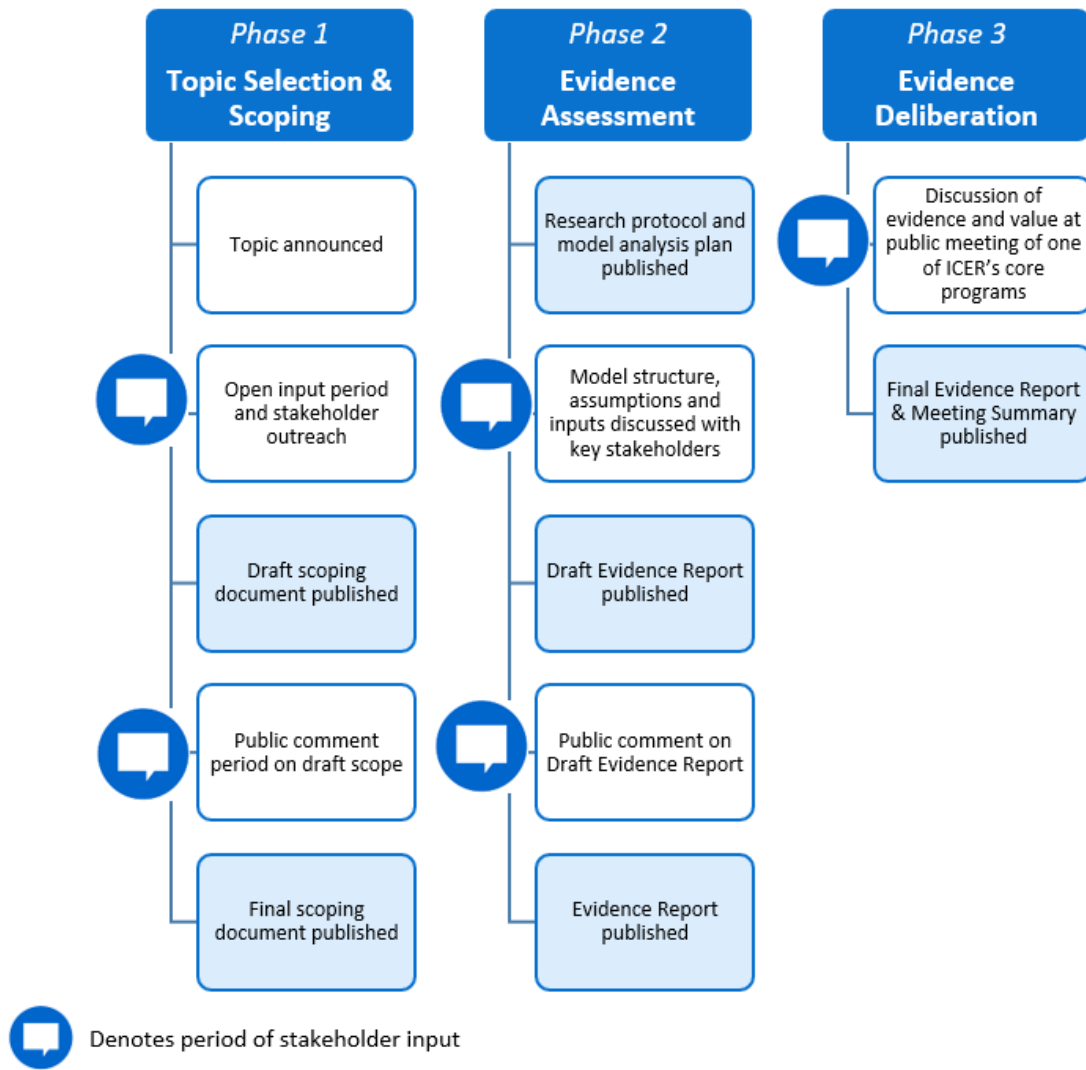 Phase 1
Topic Selection &
Scoping
Topic announced
Open input period
and stakeholder
outreach
Draft scoping
document published
Public comment
period on draft scope
Final scoping
document published
Phase 2
Evidence
Assessment
Research protocol and
model analysis plan
published
Model structure,
assumptions and
inputs discussed with
key stakeholders
Draft Evidence Report
published
Public comment on
Draft Evidence Report
Evidence Report
published
Phase 3
Evidence
Deliberation
Discussion of
evidence and value at
public meeting of one
of ICER’s core
programs
Final Evidence Report
& Meeting Summary
published
Denotes period of stakeholder input